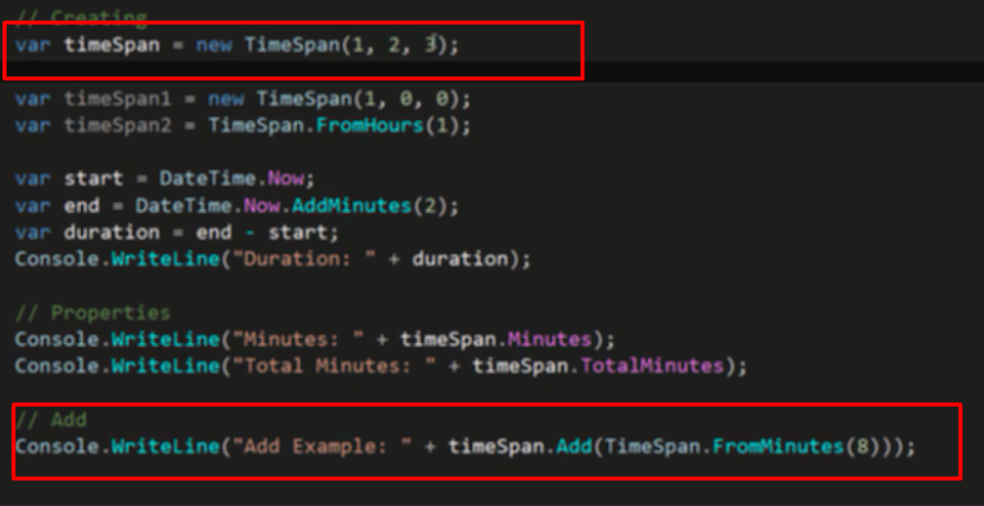 // Creating
var timeSpan = new TimeSpan(1, 2, 3);
var timeSpan1 = new TimeSpan(1, 0, 0);
var timeSpan2 = TimeSpan.FromHours(1);
var start = DateTime.Now;
var end = DateTime.Now.AddMinutes(2);
var duration = end - start;
Console.WriteLine("Duration: " + duration);
// Properties
Console.WriteLine("Minutes: " + timeSpan.Minutes);
Console.WriteLine("Total Minutes: " + timeSpan.TotalMinutes);
// Add
Console.WriteLine("Add Example: " + timeSpan.Add(TimeSpan.FromMinutes(8)));